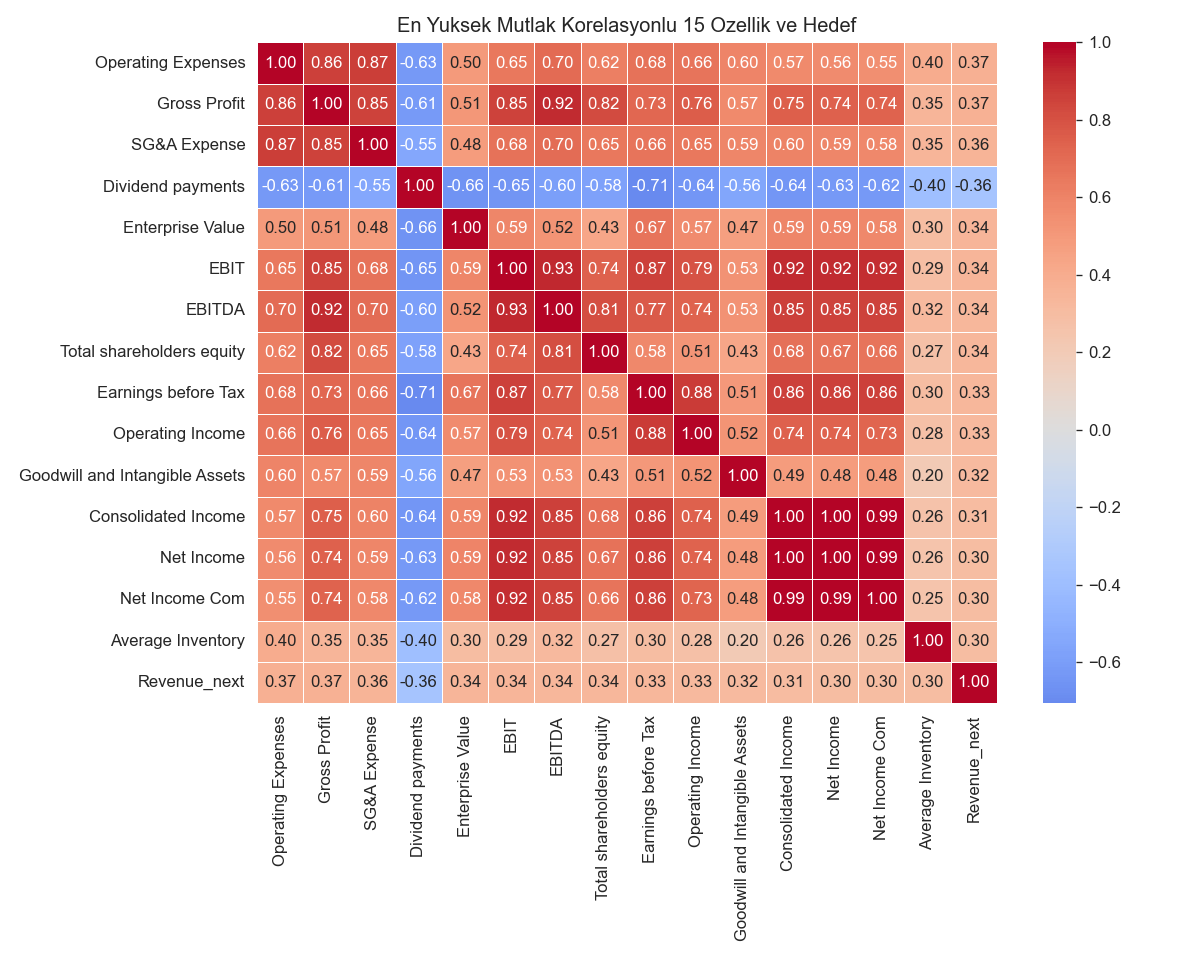 En Yuksek Mutlak Korelasyonlu 15 Ozellik ve Hedef
Operating Expenses 1.00 0.86 0.87 -0.63 0.50 0.65 0.70 0.62 0.68 0.66 0.60 0.57 0.56 0.55 0.40 0.37
Gross Profit 0.86 1.00 0.85 -0.61 0.51 0.85 0.92 0.82 0.73 0.76 0.57 0.75 0.74 0.74 0.35 0.37
SG&A Expense 0.87 0.85 1.00 -0.55 0.48 0.68 0.70 0.65 0.66 0.65 0.59 0.60 0.59 0.58 0.35 0.36
Dividend payments -0.63 -0.61 -0.55 1.00 -0.66 -0.65 -0.60 -0.58 -0.71 -0.64 -0.56 -0.64 -0.63 -0.62 -0.40 -0.36
Enterprise Value 0.50 0.51 0.48 -0.66 1.00 0.59 0.52 0.43 0.67 0.57 0.47 0.59 0.59 0.58 0.30 0.34
EBIT 0.65 0.85 0.68 -0.65 0.59 1.00 0.93 0.74 0.87 0.79 0.53 0.92 0.92 0.92 0.29 0.34
EBITDA 0.70 0.92 0.70 -0.60 0.52 0.93 1.00 0.81 0.77 0.74 0.53 0.85 0.85 0.85 0.32 0.34
Total shareholders equity 0.62 0.82 0.65 -0.58 0.43 0.74 0.81 1.00 0.58 0.51 0.43 0.68 0.67 0.66 0.27 0.34
Earnings before Tax 0.68 0.73 0.66 -0.71 0.67 0.87 0.77 0.58 1.00 0.88 0.51 0.86 0.86 0.86 0.30 0.33
Operating Income 0.66 0.76 0.65 -0.64 0.57 0.79 0.74 0.51 0.88 1.00 0.52 0.74 0.74 0.73 0.28 0.33
Goodwill and Intangible Assets 0.60 0.57 0.59 -0.56 0.47 0.53 0.53 0.43 0.51 0.52 1.00 0.49 0.48 0.48 0.20 0.32
Consolidated Income 0.57 0.75 0.60 -0.64 0.59 0.92 0.85 0.68 0.86 0.74 0.49 1.00 1.00 0.99 0.26 0.31
Net Income 0.56 0.74 0.59 -0.63 0.59 0.92 0.85 0.67 0.86 0.74 0.48 1.00 1.00 0.99 0.26 0.30
Net Income Com 0.55 0.74 0.58 -0.62 0.58 0.92 0.85 0.66 0.86 0.73 0.48 0.99 0.99 1.00 0.25 0.30
Average Inventory 0.40 0.35 0.35 -0.40 0.30 0.29 0.32 0.27 0.30 0.28 0.20 0.26 0.26 0.25 1.00 0.30
Revenue_next 0.37 0.37 0.36 -0.36 0.34 0.34 0.34 0.34 0.33 0.33 0.32 0.31 0.30 0.30 0.30 1.00
Operating Expenses
Gross Profit
SG&A Expense
Dividend payments
Enterprise Value
EBIT
EBITDA
Total shareholders equity
Earnings before Tax
Operating Income
Goodwill and Intangible Assets
Consolidated Income
Net Income
Net Income Com
Average Inventory
Revenue_next
1.0
0.8
0.6
0.4
0.2
0.0
−0.2
−0.4
−0.6